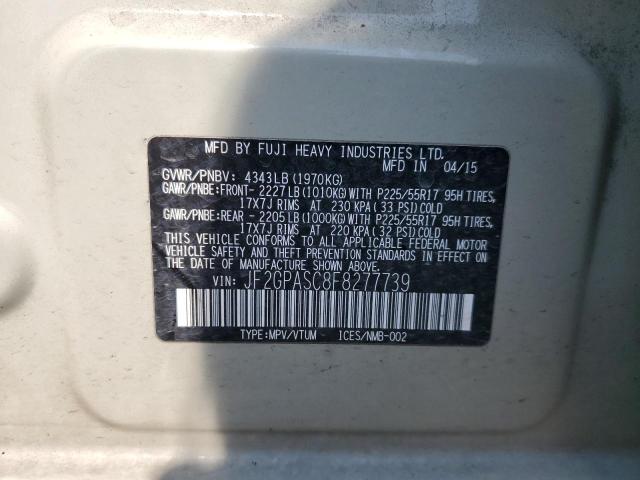 MFD BY FUJI HEAVY INDUSTRIES LTD.
MFD IN 04/15
GVWR/PNBV: 4343LB(1970KG)
GAWR/PNBE:FRONT- 2227LB(1010KG)WITH P225/55R17 95H TIRES,
17X7J RIMS AT 230 KPA(33 PSI)COLD
GAWR/PNBE:REAR - 2205LB(1000KG)WITH P225/55R17 95H TIRES,
17X7J RIMS AT 220 KPA(32 PSI)COLD
THIS VEHICLE CONFORMS TO ALL APPLICABLE FEDERAL MOTOR
VEHICLE SAFETY AND THEFT PREVENTION STANDARDS IN EFFECT ON
THE DATE OF MANUFACTURE SHOWN ABOVE.
VIN: JF2GPASC8F8277739
TYPE:MPV/VTUM ICES/NMB-002